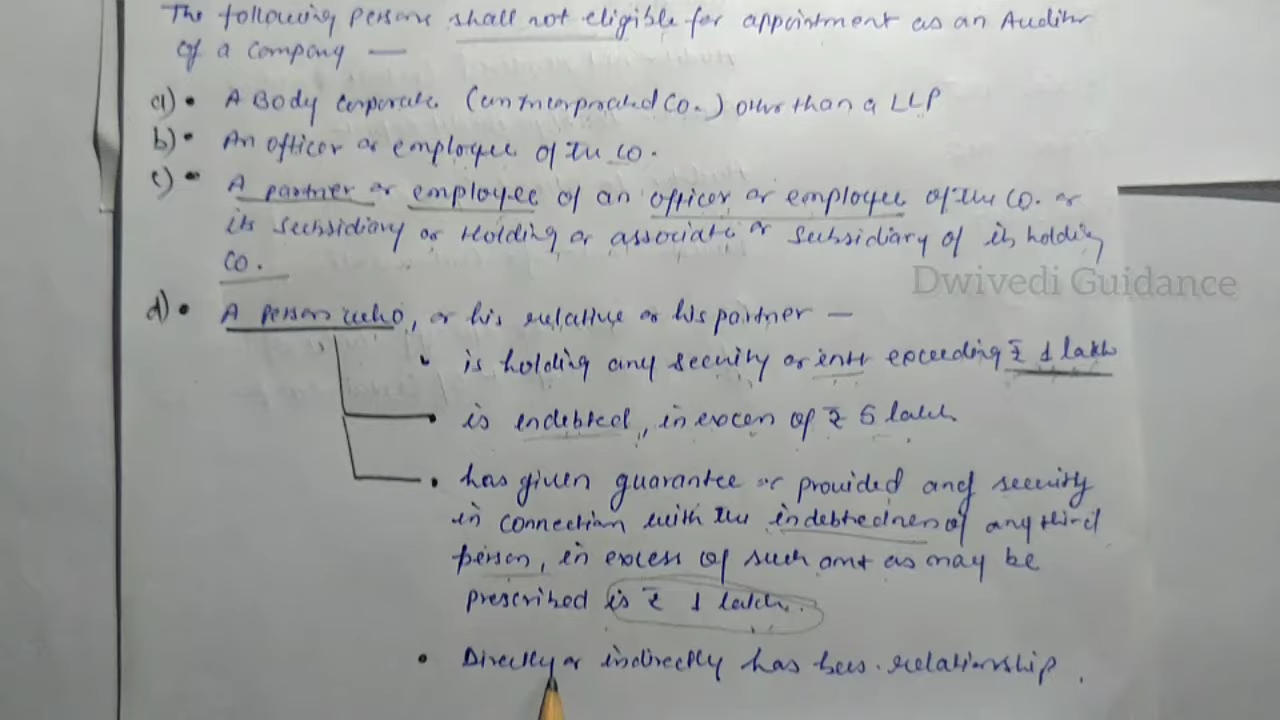 The following persons shall not eligible for appointment as an Auditor
of a company —
a) • A Body corporate (an Incorporated Co.) other than a LLP
b) • An officer or employee of the co.
c) • A partner or employee of an officer or employee of the Co. or
its subsidiary or Holding or associate or subsidiary of its holding
co.
Dwivedi Guidance
d) • A person who, or his relative or his partner —
is holding any security or exceeding ₹ 1 lakh
• is indebted, in excess of ₹ 5 lakh
• has given guarantee or provided any security
in connection with the indebtedness of any third
person, in excess of such amt as may be
prescribed is ₹ 1 lakh.
• Directly or indirectly has bus. relationship.